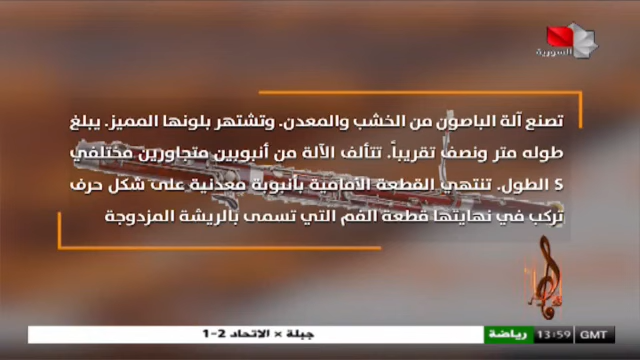 السورية
تصنع آلة الباصون من الخشب والمعدن. وتشتهر بلونها المميز. يبلغ
طوله متر ونصف تقريباً. تتألف الآلة من أنبوبين متجاورين مختلفي
الطول. تنتهي القطعة الأمامية بأنبوبة معدنية على شكل حرف S
تركب في نهايتها قطعة الفم التي تسمى بالريشة المزدوجة
جبلة × الاتحاد 2-1
رياضة
13:59 GMT